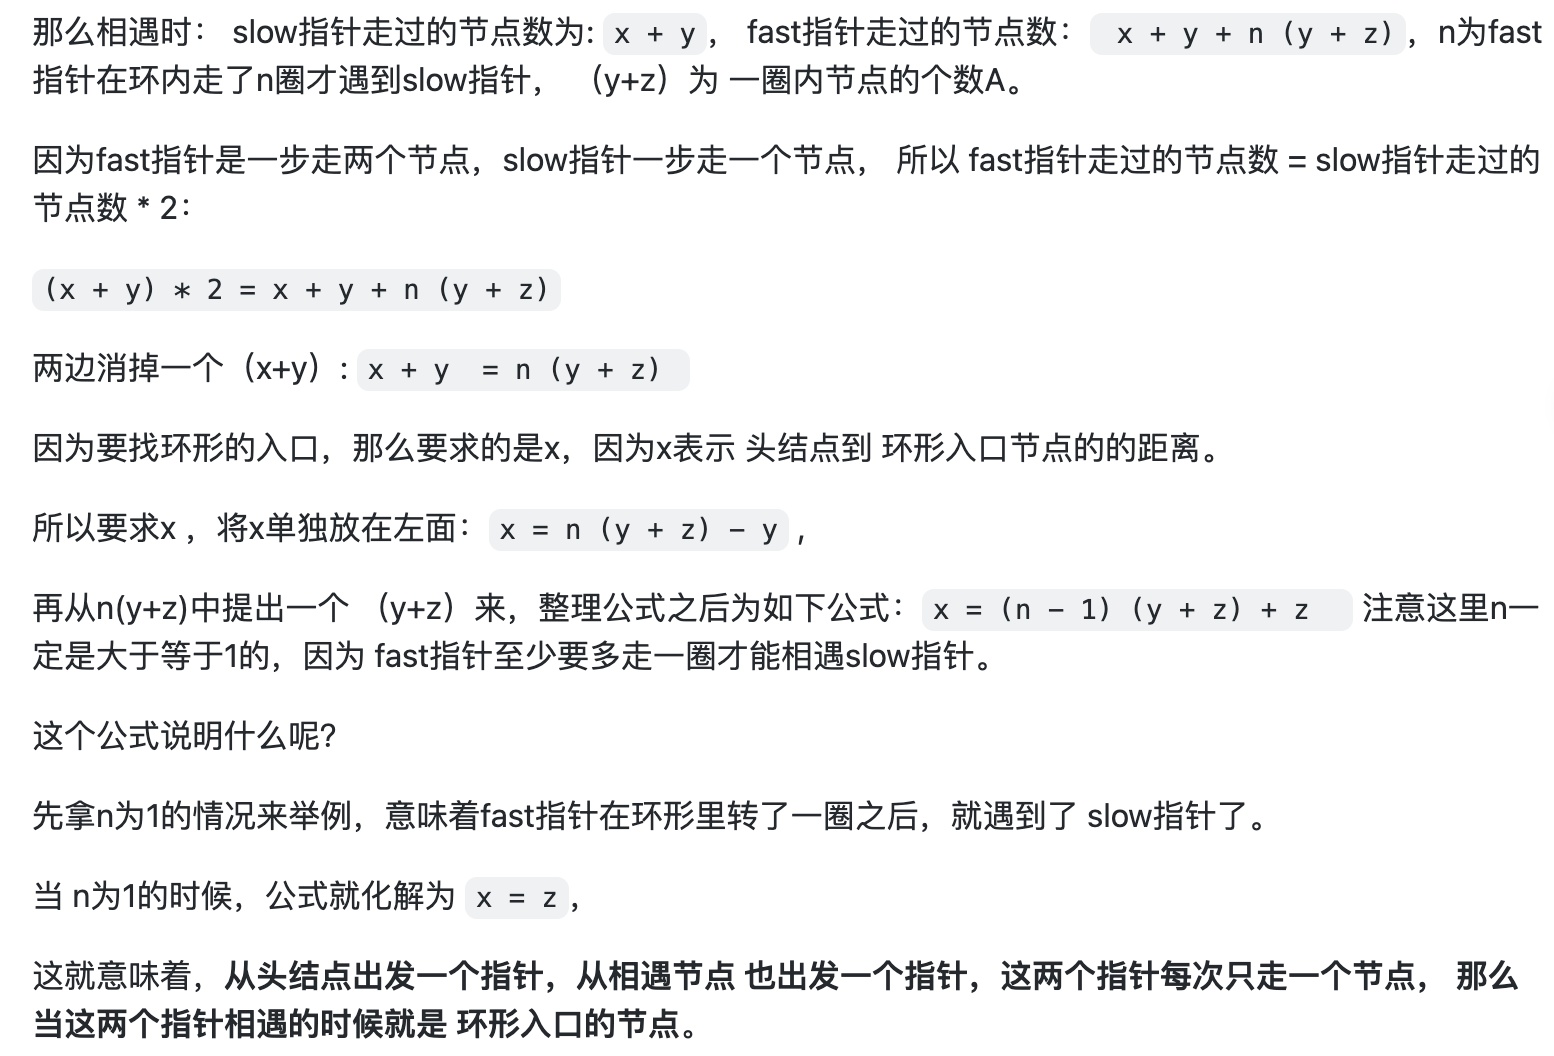 那么相遇时： slow指针走过的节点数为: x + y， fast指针走过的节点数： x + y + n (y + z)，n为fast
指针在环内走了n圈才遇到slow指针， （y+z）为 一圈内节点的个数A。
因为fast指针是一步走两个节点，slow指针一步走一个节点， 所以 fast指针走过的节点数 = slow指针走过的
节点数 * 2：
(x + y) * 2 = x + y + n (y + z)
两边消掉一个（x+y）: x + y  = n (y + z)
因为要找环形的入口，那么要求的是x，因为x表示 头结点到 环形入口节点的的距离。
所以要求x ，将x单独放在左面： x = n (y + z) - y ,
再从n(y+z)中提出一个 （y+z）来，整理公式之后为如下公式： x = (n - 1) (y + z) + z 注意这里n一
定是大于等于1的，因为 fast指针至少要多走一圈才能相遇slow指针。
这个公式说明什么呢?
先拿n为1的情况来举例，意味着fast指针在环形里转了一圈之后，就遇到了 slow指针了。
当 n为1的时候，公式就化解为 x = z，
这就意味着，从头结点出发一个指针，从相遇节点 也出发一个指针，这两个指针每次只走一个节点， 那么
当这两个指针相遇的时候就是 环形入口的节点。